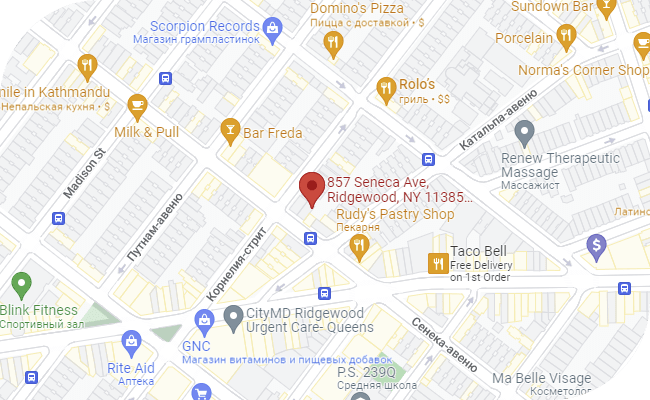 Domino's Pizza
Пицца с доставкой • $
Sundown Bar
Scorpion Records
Магазин грампластинок
Porcelain
Norma's Corner Shop
mile in Kathmandu
Непальская кухня • $
Rolo's
гриль • $$
Катальпа-авеню
Milk & Pull
Bar Freda
Madison St
Renew Therapeutic
Massage
Массажист
857 Seneca Ave,
Ridgewood, NY 11385...
Rudy's Pastry Shop
Пекарня
Латино
Путнам-авеню
Корнелия-стрит
Taco Bell
Free Delivery
on 1st Order
Blink Fitness
Спортивный зал
CityMD Ridgewood
Urgent Care- Queens
GNC
Магазин витаминов и пищевых добавок
Сенека-авеню
Rite Aid
Аптека
P.S. 239Q
Средняя школа
Ma Belle Visage
Косметолог